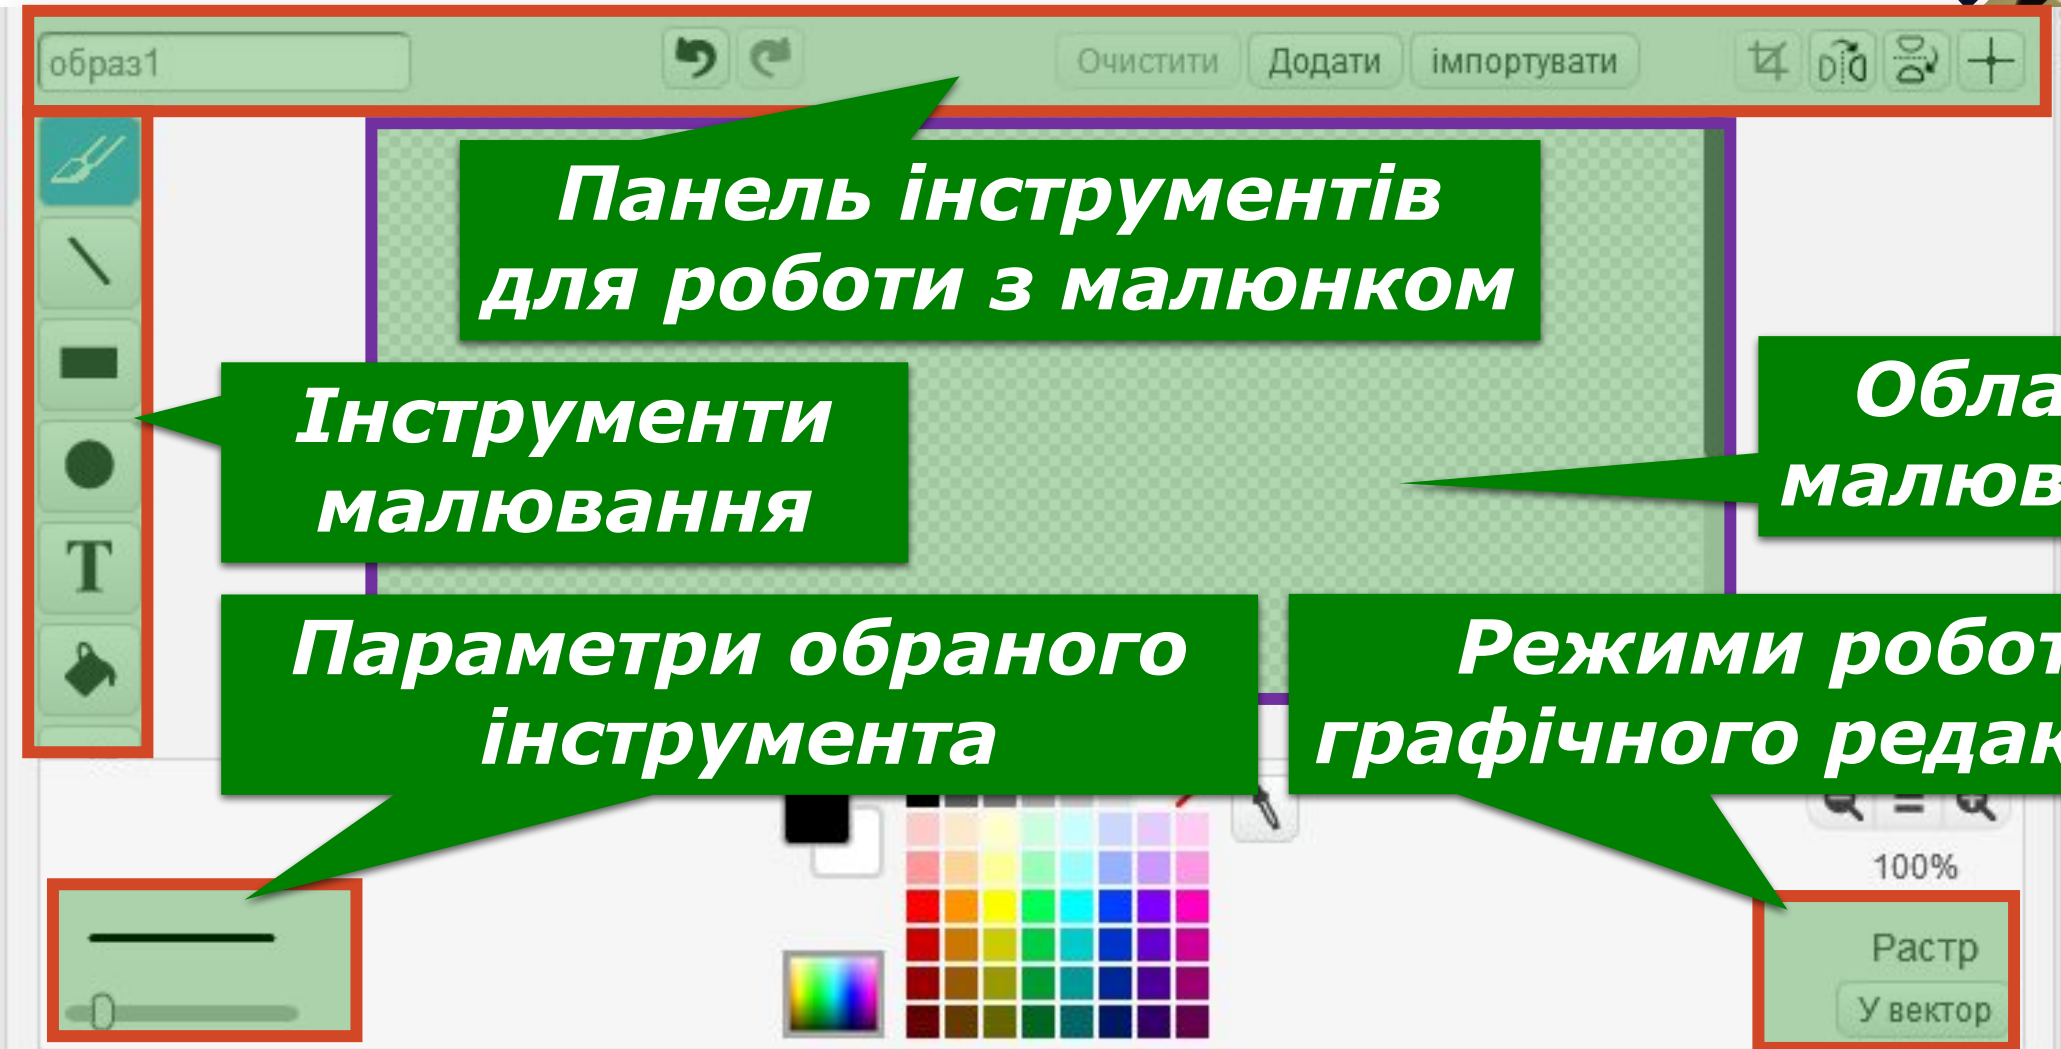 образ1
Очистити Додати імпортувати
Панель інструментів
для роботи з малюнком
Інструменти
малювання
Обла
малюв
Параметри обраного
інструмента
Режими робот
графічного редак
100%
Растр
У вектор
T